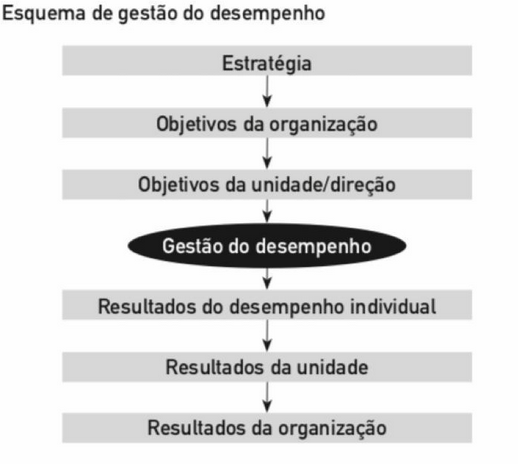 Esquema de gestão do desempenho
Estratégia
Objetivos da organização
Objetivos da unidade/direção
Gestão do desempenho
Resultados do desempenho individual
Resultados da unidade
Resultados da organização